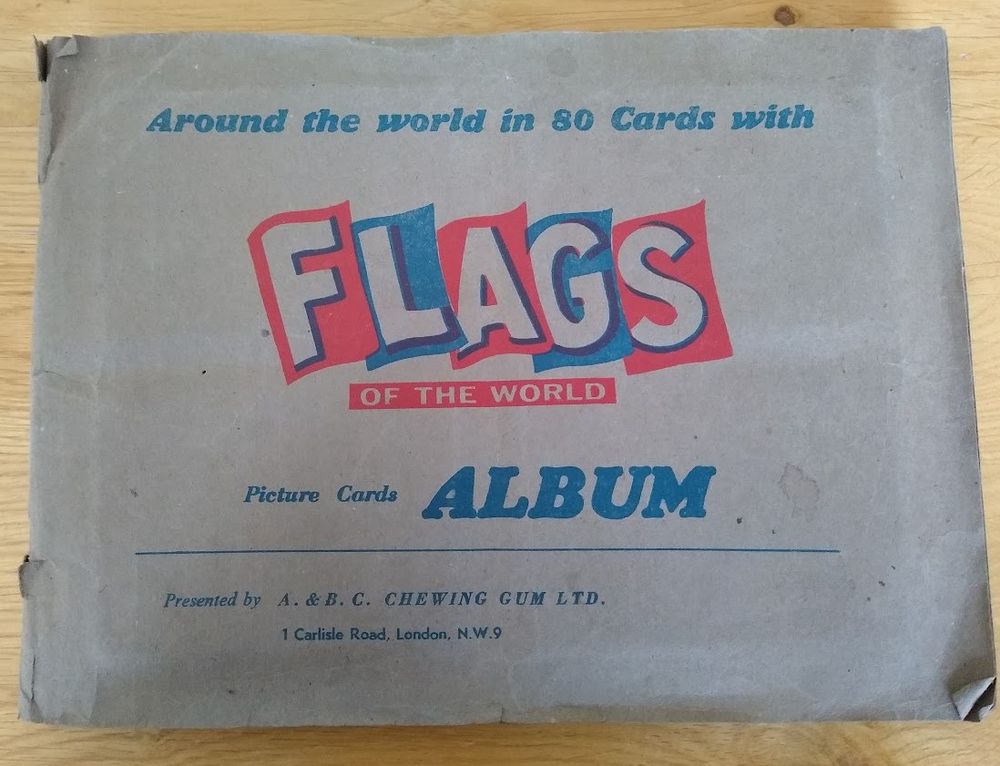 Around the world in 80 Cards with
FLAGS
OF THE WORLD
Picture Cards ALBUM
Presented by A. & B. C. CHEWING GUM LTD.
1 Carlisle Road, London, N.W.9